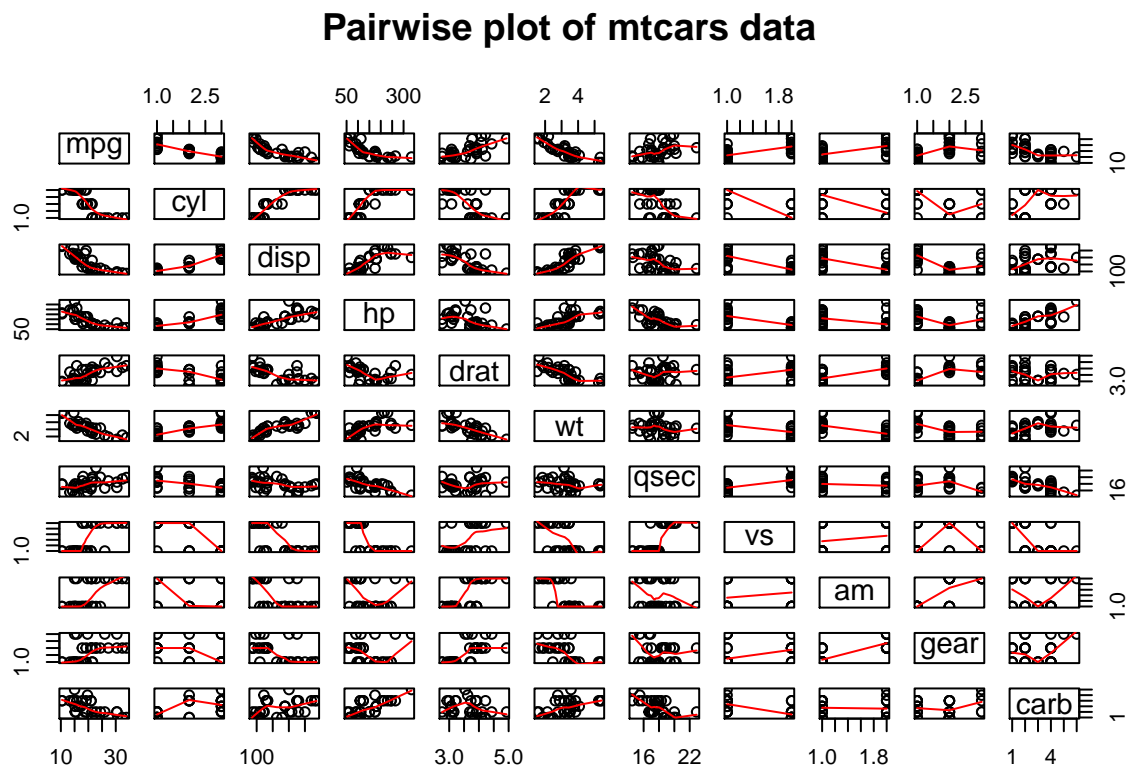 Pairwise plot of mtcars data
1.0 2.5 50 300 2 4 1.0 1.8 1.0 2.5
mpg 10
1.0 cyl
disp 100
50 hp
drat 3.0
2 wt
qsec 16
1.0 vs
am 1.0
1.0 gear
carb 1
10 30 100 3.0 5.0 16 22 1.0 1.8 1 4